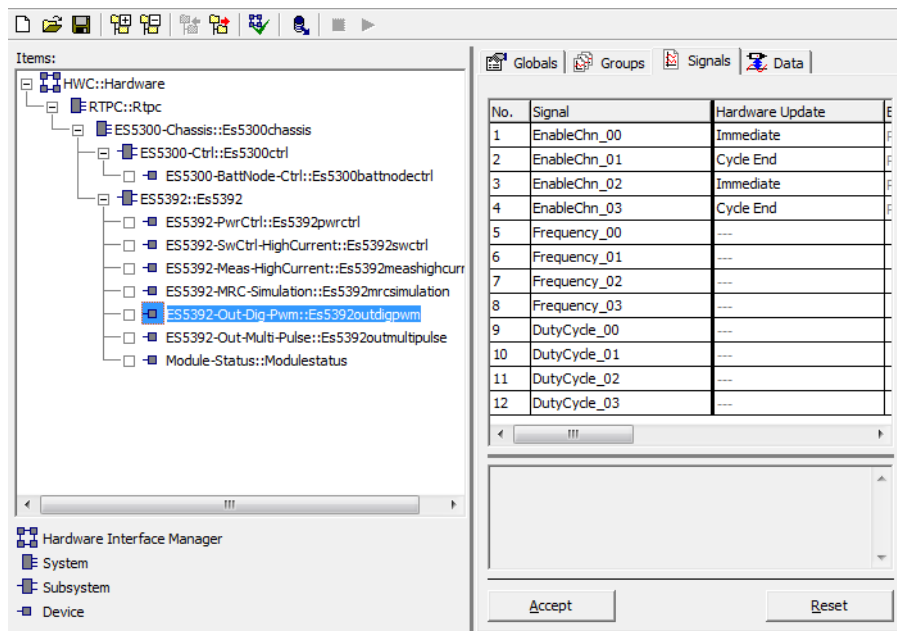 Items:
HWC::Hardware
RTPC::Rtpc
ES5300-Chassis::Es5300chassis
ES5300-Ctrl::Es5300ctrl
ES5300-BattNode-Ctrl::Es5300battnodectrl
ES5392::Es5392
ES5392-PwrCtrl::Es5392pwrctrl
ES5392-SwCtrl-HighCurrent::Es5392swctrl
ES5392-Meas-HighCurrent::Es5392meashighcurr
ES5392-MRC-Simulation::Es5392mrcsimulation
ES5392-Out-Dig-Pwm::Es5392outdigpwm
ES5392-Out-Multi-Pulse::Es5392outmultipulse
Module-Status::Modulestatus
Hardware Interface Manager
System
Subsystem
Device
Globals Groups Signals Data
No. Signal Hardware Update
1 EnableChn_00 Immediate
2 EnableChn_01 Cycle End
3 EnableChn_02 Immediate
4 EnableChn_03 Cycle End
5 Frequency_00 ---
6 Frequency_01 ---
7 Frequency_02 ---
8 Frequency_03 ---
9 DutyCycle_00 ---
10 DutyCycle_01 ---
11 DutyCycle_02 ---
12 DutyCycle_03 ---
Accept Reset